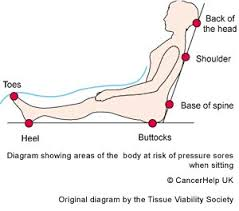 Back of
the head
Shoulder
Toes
Base of spine
Heel
Buttocks
Diagram showing areas of the body at risk of pressure sores
when sitting
© CancerHelp UK
Original diagram by the Tissue Viability Society